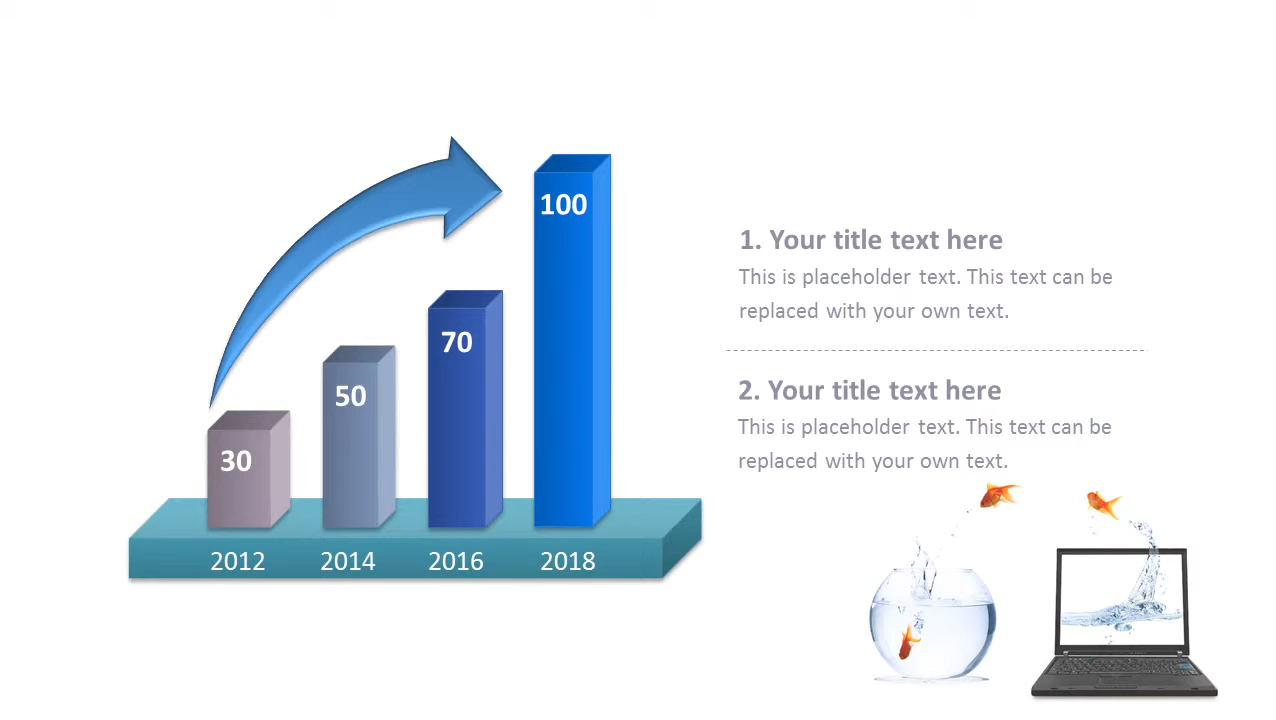 100
70
50
30
2012 2014 2016 2018
1. Your title text here
This is placeholder text. This text can be
replaced with your own text.
2. Your title text here
This is placeholder text. This text can be
replaced with your own text.